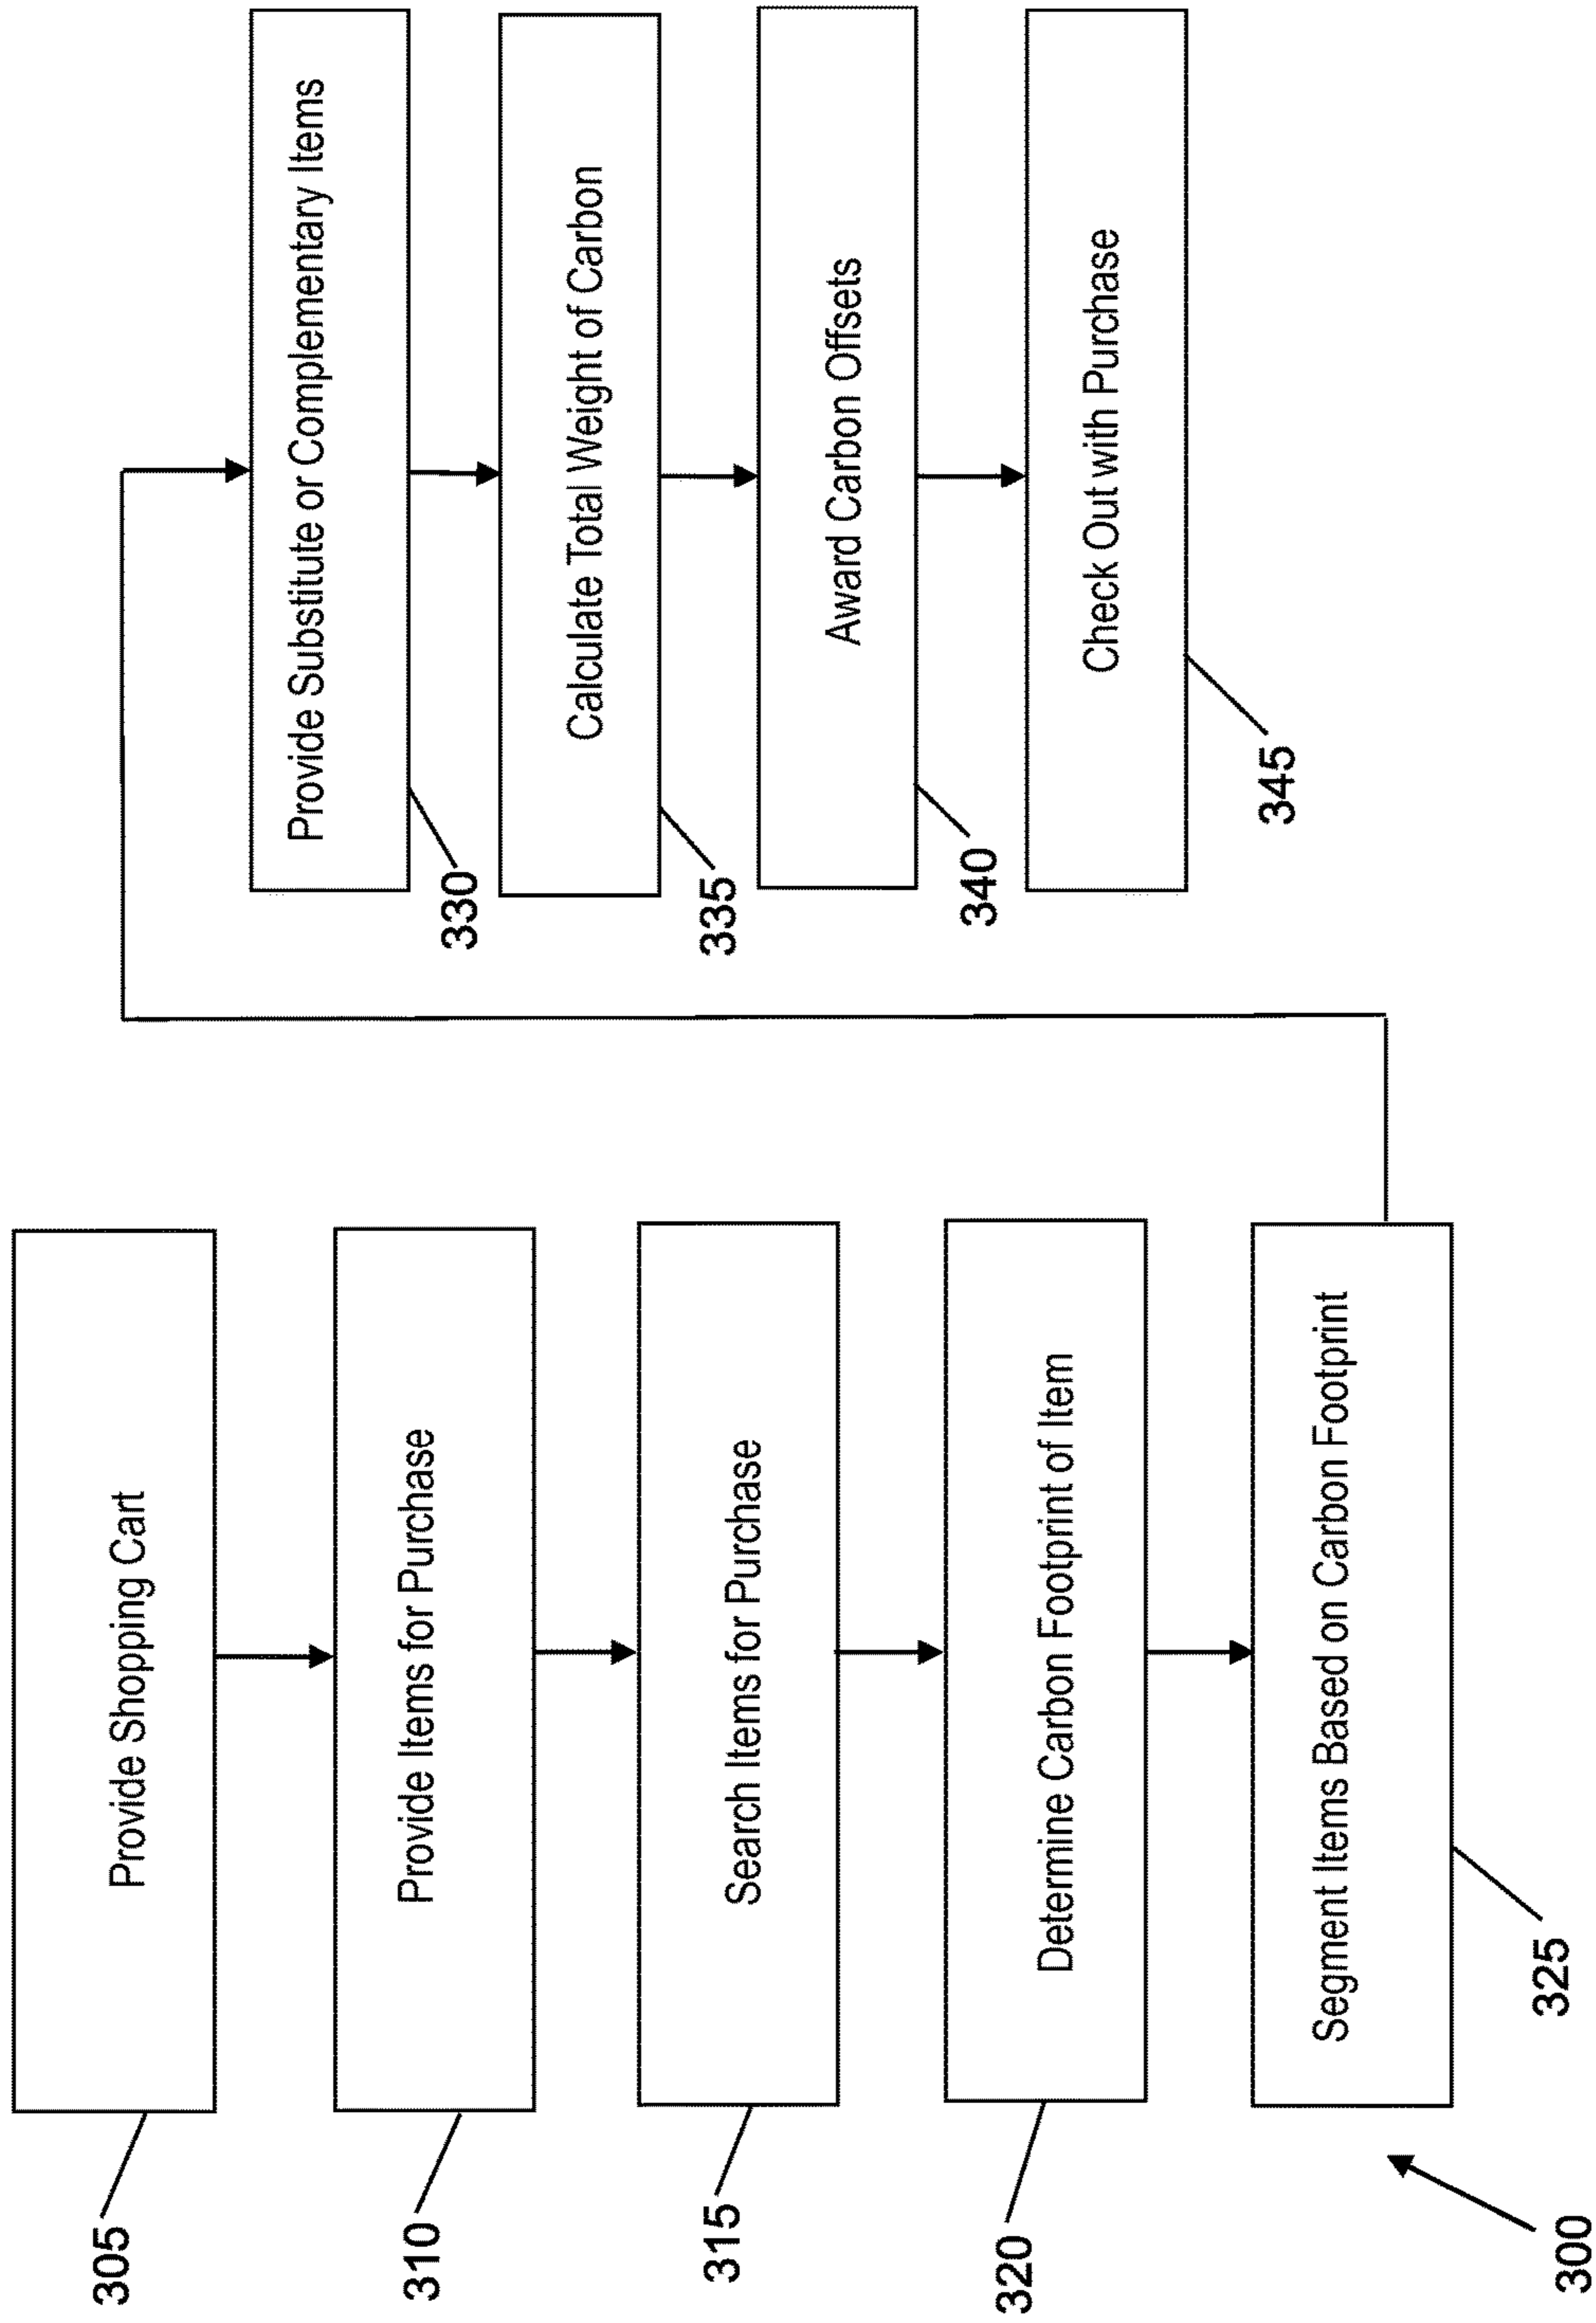 305
Provide Shopping Cart
310
Provide Items for Purchase
315
Search Items for Purchase
320
Determine Carbon Footprint of Item
325
Segment Items Based on Carbon Footprint
300
Provide Substitute or Complementary Items
330
Calculate Total Weight of Carbon
335
Award Carbon Offsets
340
Check Out with Purchase
345